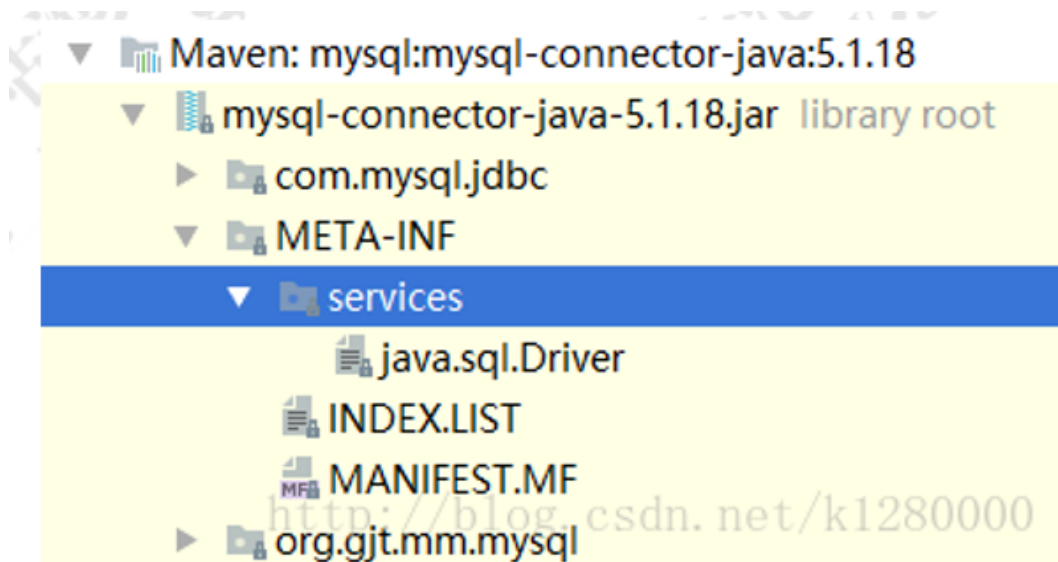 Maven: mysql:mysql-connector-java:5.1.18
mysql-connector-java-5.1.18.jar library root
com.mysql.jdbc
META-INF
services
java.sql.Driver
INDEX.LIST
MF MANIFEST.MF
http://blog.csdn.net/k1280000
org.gjt.mm.mysql